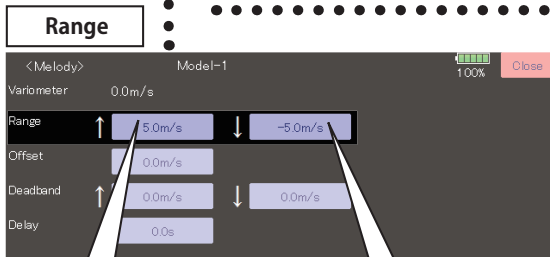 Range
<Melody> Model-1 100% Close
Variometer 0.0m/s
Range ↑ 5.0m/s ↓ -5.0m/s
Offset 0.0m/s
Deadband ↑ 0.0m/s ↓ 0.0m/s
Delay 0.0s